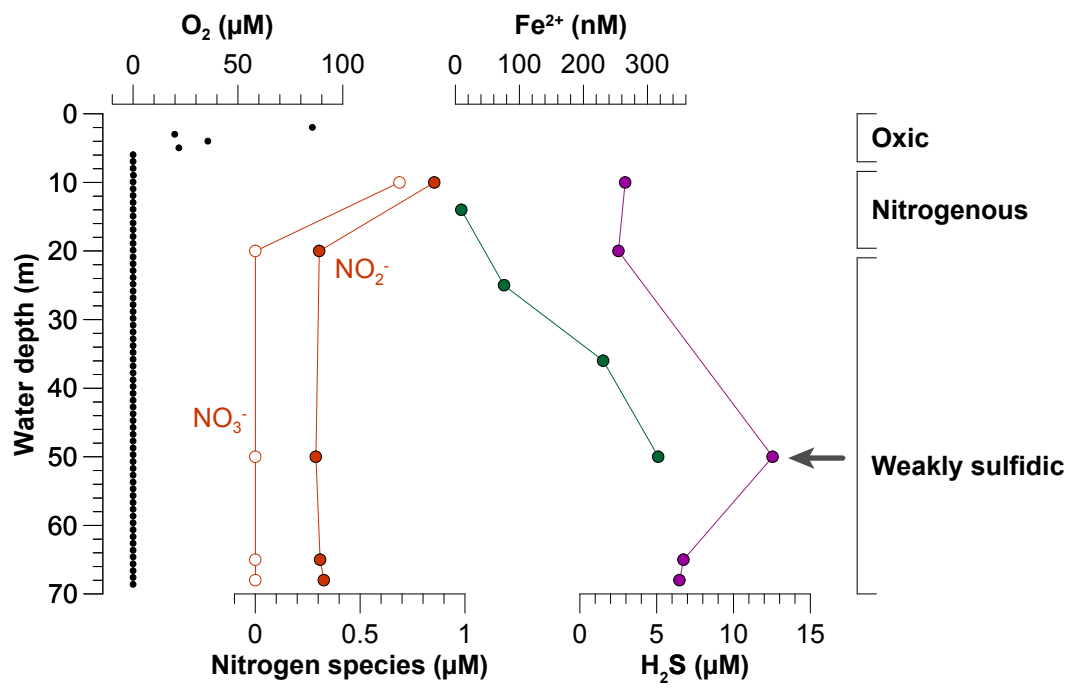 O₂ (µM)
Fe²⁺ (nM)
0 50 100
0 100 200 300
0
10
20
30
40
50
60
70
Water depth (m)
NO₂⁻
NO₃⁻
Oxic
Nitrogenous
Weakly sulfidic
0 0.5 1
0 5 10 15
Nitrogen species (µM)
H₂S (µM)